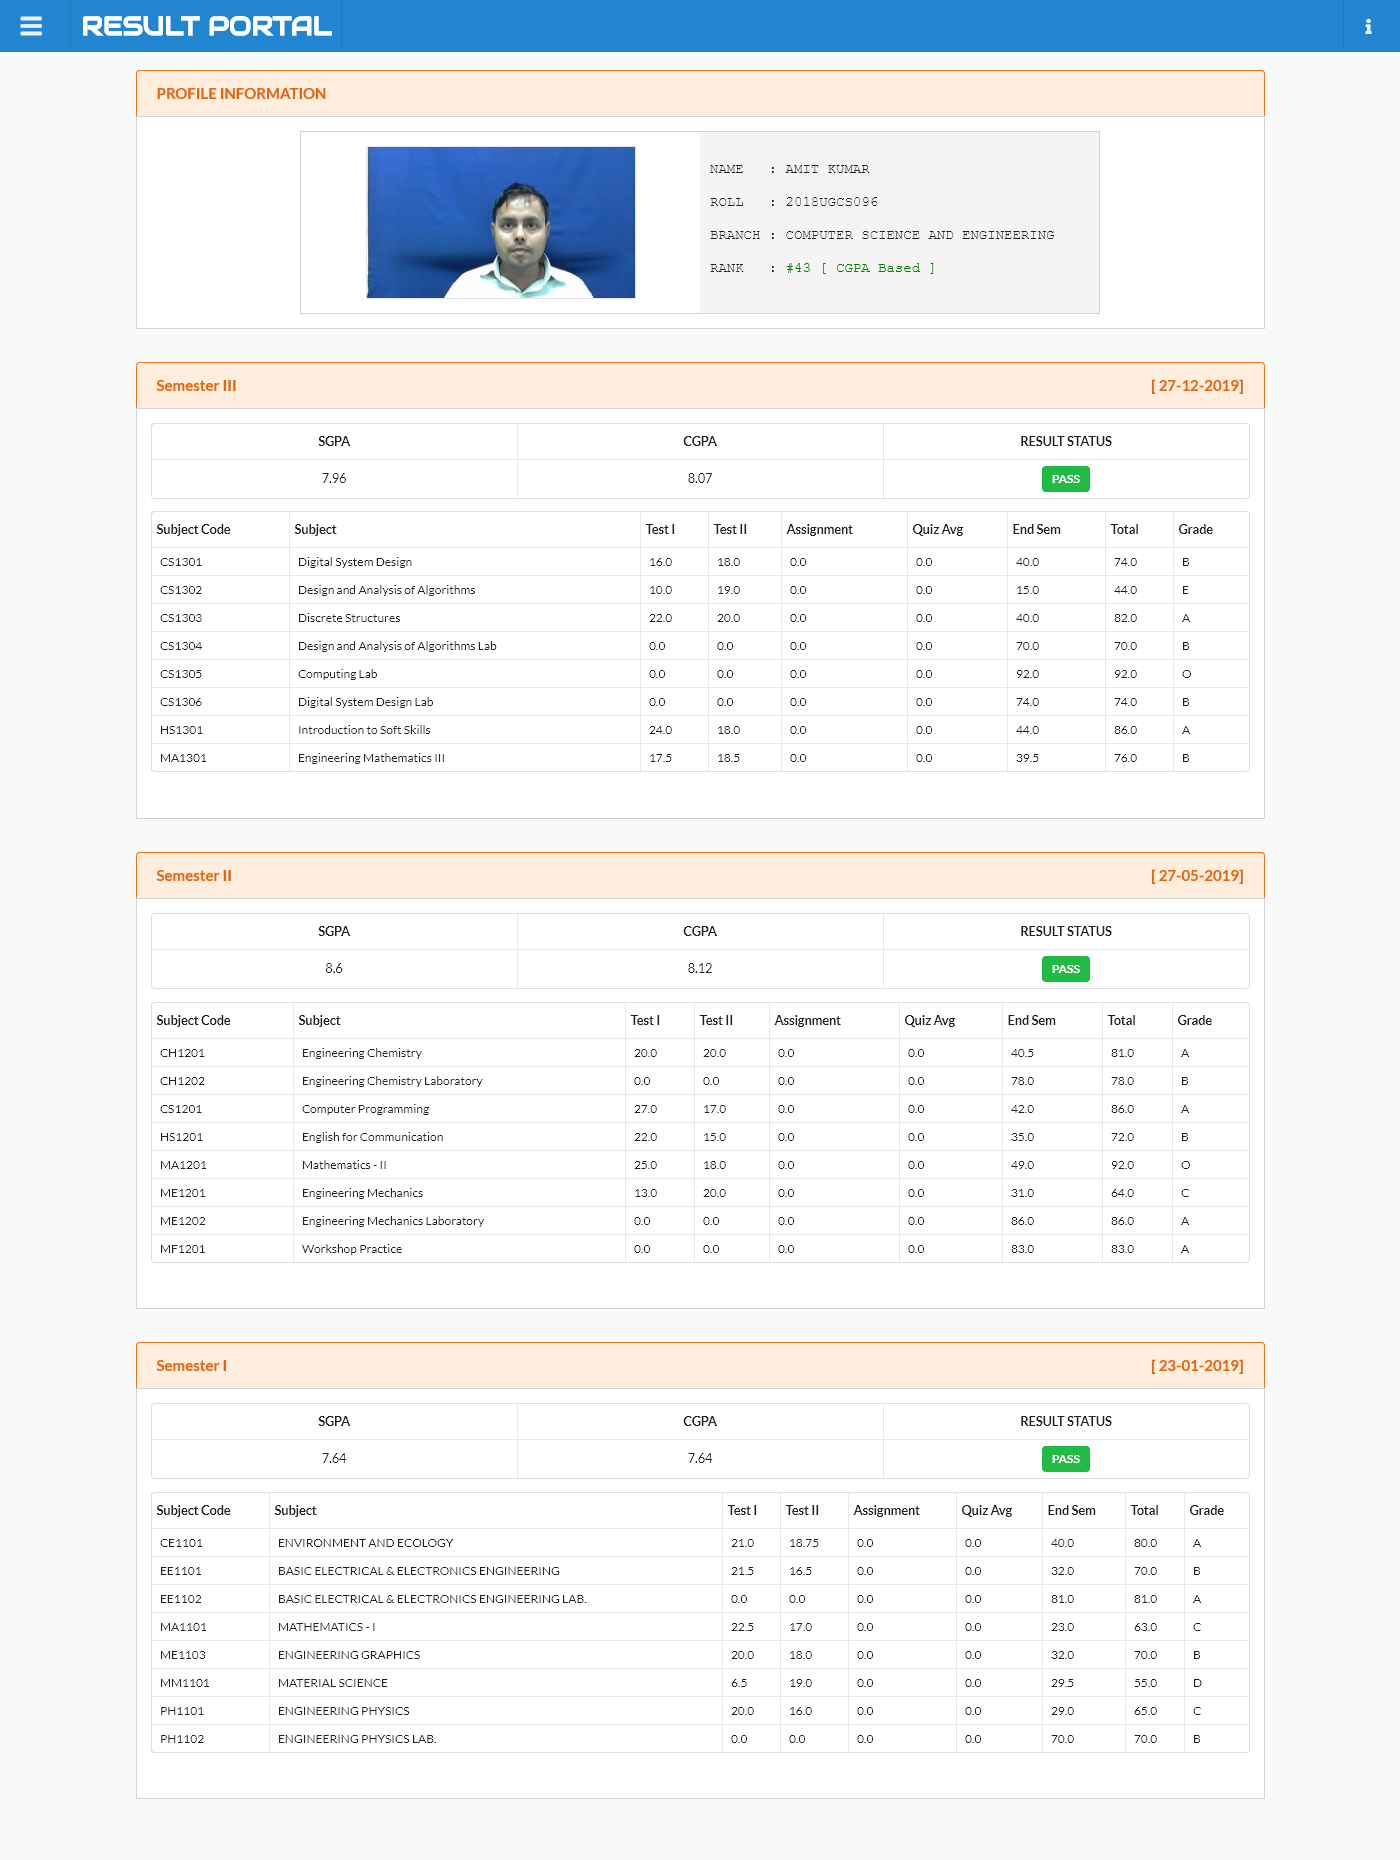 RESULT PORTAL
PROFILE INFORMATION
NAME : AMIT KUMAR
ROLL : 2018UGCS096
BRANCH : COMPUTER SCIENCE AND ENGINEERING
RANK : #43 [ CGPA Based ]
Semester III [ 27-12-2019]
SGPA CGPA RESULT STATUS
7.96 8.07 PASS
Subject Code Subject Test I Test II Assignment Quiz Avg End Sem Total Grade
CS1301 Digital System Design 16.0 18.0 0.0 0.0 40.0 74.0 B
CS1302 Design and Analysis of Algorithms 10.0 19.0 0.0 0.0 15.0 44.0 E
CS1303 Discrete Structures 22.0 20.0 0.0 0.0 40.0 82.0 A
CS1304 Design and Analysis of Algorithms Lab 0.0 0.0 0.0 0.0 70.0 70.0 B
CS1305 Computing Lab 0.0 0.0 0.0 0.0 92.0 92.0 O
CS1306 Digital System Design Lab 0.0 0.0 0.0 0.0 74.0 74.0 B
HS1301 Introduction to Soft Skills 24.0 18.0 0.0 0.0 44.0 86.0 A
MA1301 Engineering Mathematics III 17.5 18.5 0.0 0.0 39.5 76.0 B
Semester II [ 27-05-2019]
SGPA CGPA RESULT STATUS
8.6 8.12 PASS
Subject Code Subject Test I Test II Assignment Quiz Avg End Sem Total Grade
CH1201 Engineering Chemistry 20.0 20.0 0.0 0.0 40.5 81.0 A
CH1202 Engineering Chemistry Laboratory 0.0 0.0 0.0 0.0 78.0 78.0 B
CS1201 Computer Programming 27.0 17.0 0.0 0.0 42.0 86.0 A
HS1201 English for Communication 22.0 15.0 0.0 0.0 35.0 72.0 B
MA1201 Mathematics - II 25.0 18.0 0.0 0.0 49.0 92.0 O
ME1201 Engineering Mechanics 13.0 20.0 0.0 0.0 31.0 64.0 C
ME1202 Engineering Mechanics Laboratory 0.0 0.0 0.0 0.0 86.0 86.0 A
MF1201 Workshop Practice 0.0 0.0 0.0 0.0 83.0 83.0 A
Semester I [ 23-01-2019]
SGPA CGPA RESULT STATUS
7.64 7.64 PASS
Subject Code Subject Test I Test II Assignment Quiz Avg End Sem Total Grade
CE1101 ENVIRONMENT AND ECOLOGY 21.0 18.75 0.0 0.0 40.0 80.0 A
EE1101 BASIC ELECTRICAL & ELECTRONICS ENGINEERING 21.5 16.5 0.0 0.0 32.0 70.0 B
EE1102 BASIC ELECTRICAL & ELECTRONICS ENGINEERING LAB. 0.0 0.0 0.0 0.0 81.0 81.0 A
MA1101 MATHEMATICS - I 22.5 17.0 0.0 0.0 23.0 63.0 C
ME1103 ENGINEERING GRAPHICS 20.0 18.0 0.0 0.0 32.0 70.0 B
MM1101 MATERIAL SCIENCE 6.5 19.0 0.0 0.0 29.5 55.0 D
PH1101 ENGINEERING PHYSICS 20.0 16.0 0.0 0.0 29.0 65.0 C
PH1102 ENGINEERING PHYSICS LAB. 0.0 0.0 0.0 0.0 70.0 70.0 B